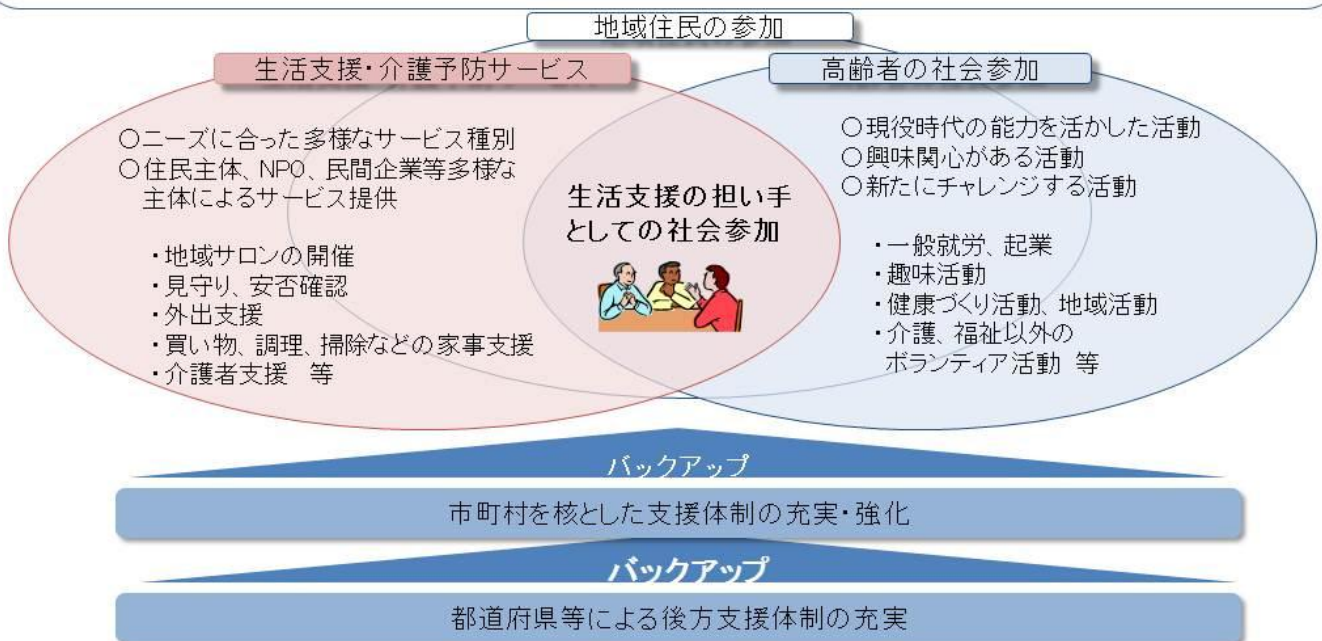 地域住民の参加
生活支援・介護予防サービス
○ニーズに合った多様なサービス種別
○住民主体、NPO、民間企業等多様な
主体によるサービス提供
・地域サロンの開催
・見守り、安否確認
・外出支援
・買い物、調理、掃除などの家事支援
・介護者支援 等
生活支援の担い手
としての社会参加
高齢者の社会参加
○現役時代の能力を活かした活動
○興味関心がある活動
○新たにチャレンジする活動
・一般就労、起業
・趣味活動
・健康づくり活動、地域活動
・介護、福祉以外の
ボランティア活動 等
バックアップ
市町村を核とした支援体制の充実・強化
バックアップ
都道府県等による後方支援体制の充実